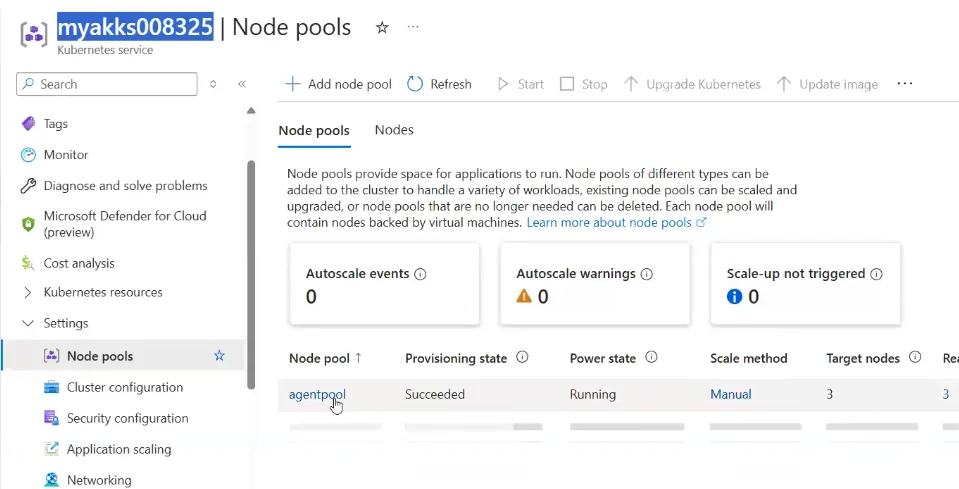 myakks008325 | Node pools
Kubernetes service
Search
Tags
Monitor
Diagnose and solve problems
Microsoft Defender for Cloud
(preview)
Cost analysis
Kubernetes resources
Settings
Node pools
Cluster configuration
Security configuration
Application scaling
Networking
Add node pool Refresh Start Stop Upgrade Kubernetes Update image
Node pools Nodes
Node pools provide space for applications to run. Node pools of different types can be
added to the cluster to handle a variety of workloads, existing node pools can be scaled and
upgraded, or node pools that are no longer needed can be deleted. Each node pool will
contain nodes backed by virtual machines. Learn more about node pools
Autoscale events
0
Autoscale warnings
0
Scale-up not triggered
0
Node pool ↑ Provisioning state Power state Scale method Target nodes Rea
agentpool Succeeded Running Manual 3 3